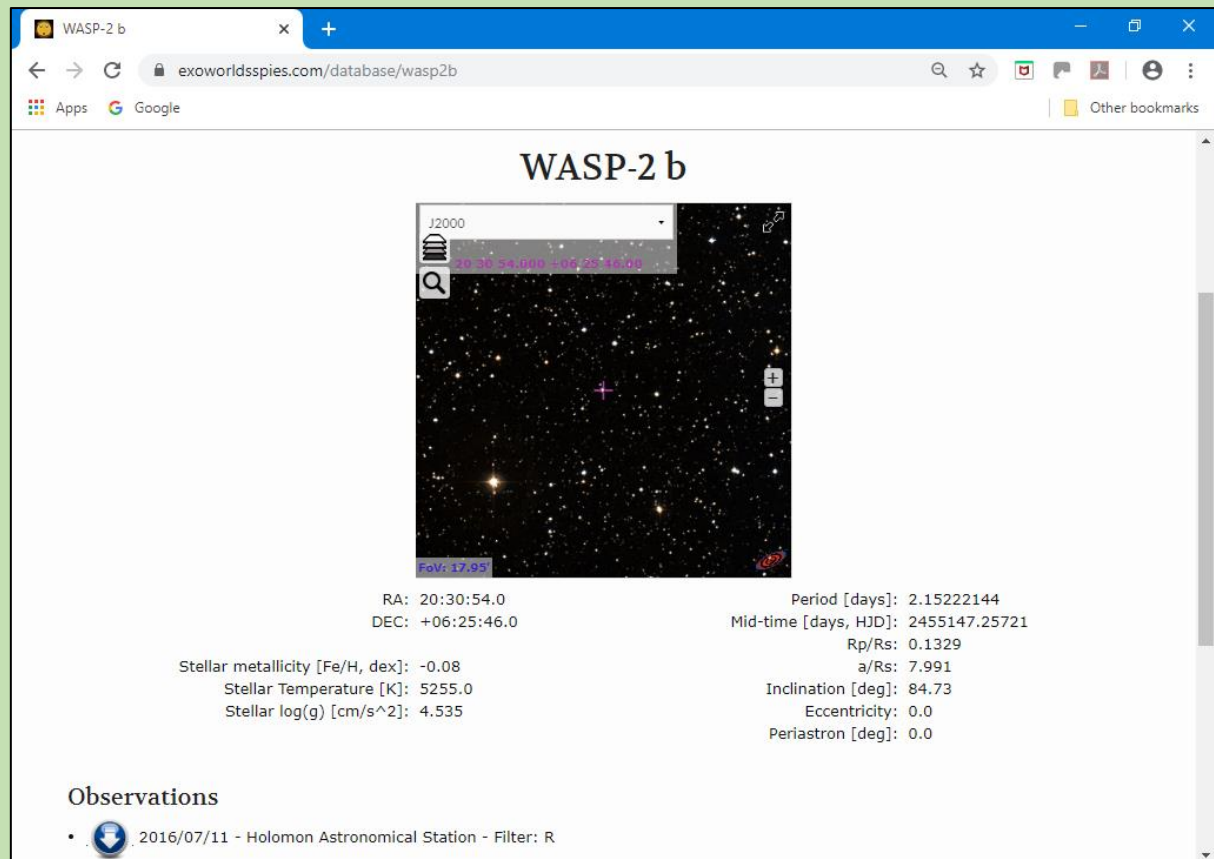 WASP-2 b
exoworldsspies.com/database/wasp2b
Apps Google Other bookmarks
WASP-2 b
J2000
20 30 54.000 +06 25 46.00
FoV: 17.95'
RA: 20:30:54.0
DEC: +06:25:46.0
Stellar metallicity [Fe/H, dex]: -0.08
Stellar Temperature [K]: 5255.0
Stellar log(g) [cm/s^2]: 4.535
Period [days]: 2.15222144
Mid-time [days, HJD]: 2455147.25721
Rp/Rs: 0.1329
a/Rs: 7.991
Inclination [deg]: 84.73
Eccentricity: 0.0
Periastron [deg]: 0.0
Observations
• 2016/07/11 - Holomon Astronomical Station - Filter: R